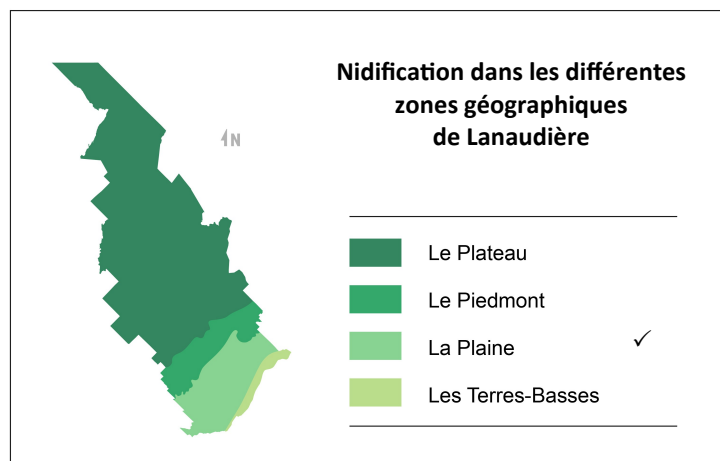 Nidification dans les différentes
zones géographiques
de Lanaudière
N
Le Plateau
Le Piedmont
La Plaine ✓
Les Terres-Basses